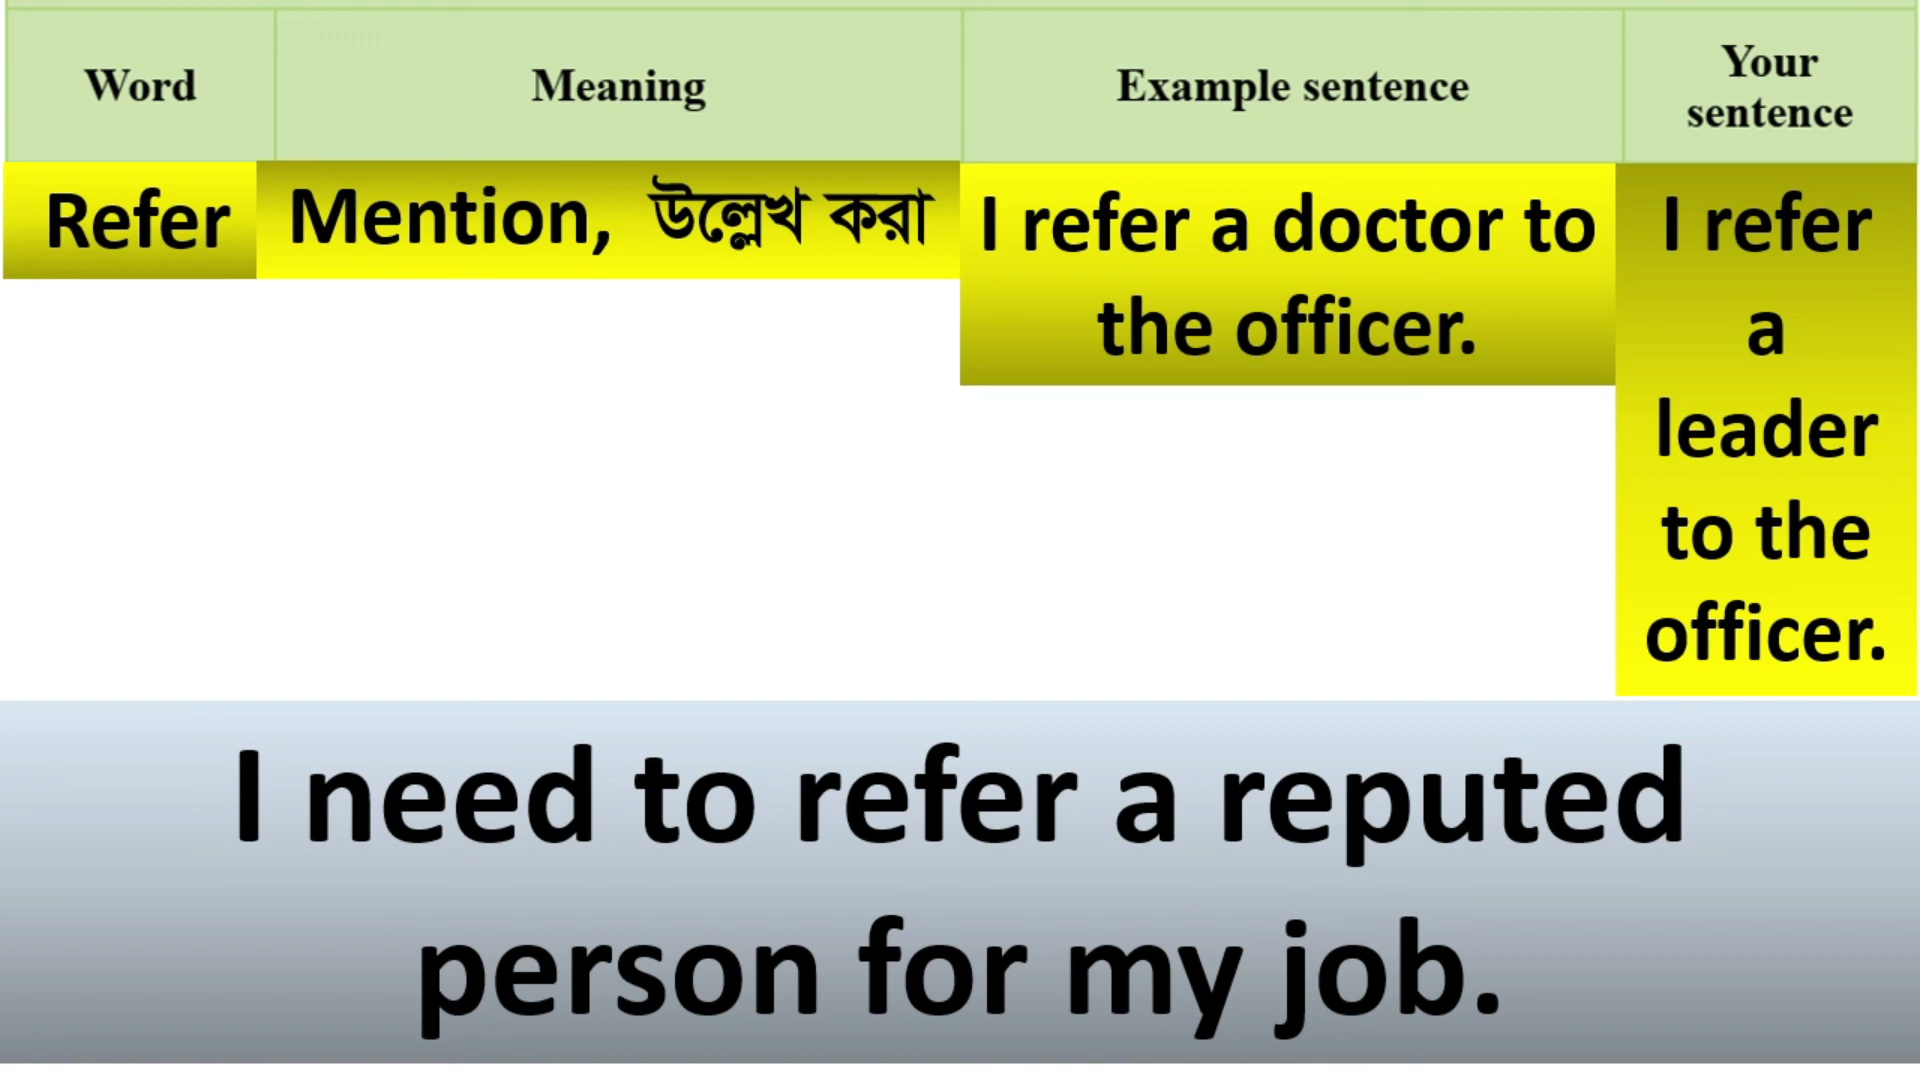 Word
Meaning
Example sentence
Your
sentence
Refer
Mention, উল্লেখ করা
I refer a doctor to
the officer.
I refer
a
leader
to the
officer.
I need to refer a reputed
person for my job.